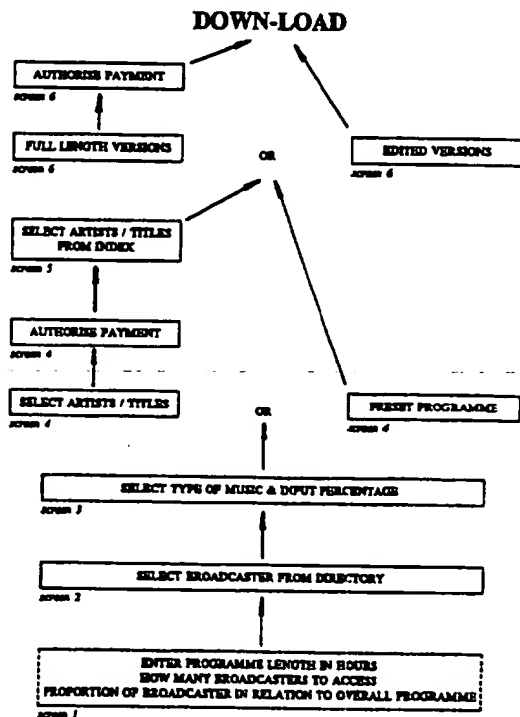 DOWN-LOAD
AUTHORISE PAYMENT
screen 6
FULL LENGTH VERSIONS
screen 6
OR
EDITED VERSIONS
screen 6
SELECT ARTISTS / TITLES
FROM INDEX
screen 5
AUTHORISE PAYMENT
screen 4
SELECT ARTISTS / TITLES
screen 4
OR
PRESET PROGRAMME
screen 4
SELECT TYPE OF MUSIC & INPUT PERCENTAGE
screen 3
SELECT BROADCASTER FROM DIRECTORY
screen 2
ENTER PROGRAMME LENGTH IN HOURS
HOW MANY BROADCASTERS TO ACCESS
PROPORTION OF BROADCASTER IN RELATION TO OVERALL PROGRAMME
screen 1